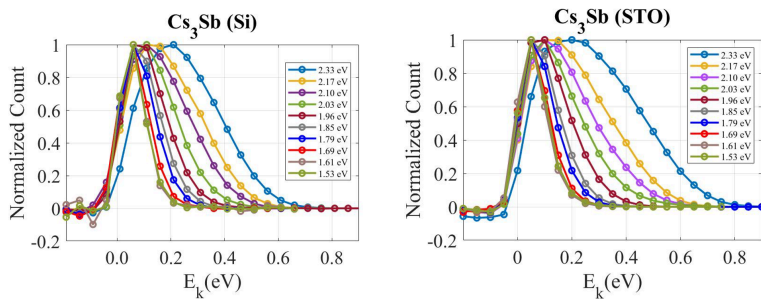 Cs3Sb (Si)
Normalized Count
1
0.8
0.6
0.4
0.2
0
-0.2
0.0
0.2
0.4
0.6
0.8
Ek(eV)
2.33 eV
2.17 eV
2.10 eV
2.03 eV
1.96 eV
1.85 eV
1.79 eV
1.69 eV
1.61 eV
1.53 eV
Cs3Sb (STO)
Normalized Count
1
0.8
0.6
0.4
0.2
0
-0.2
0
0.2
0.4
0.6
0.8
Ek(eV)
2.33 eV
2.17 eV
2.10 eV
2.03 eV
1.96 eV
1.85 eV
1.79 eV
1.69 eV
1.61 eV
1.53 eV